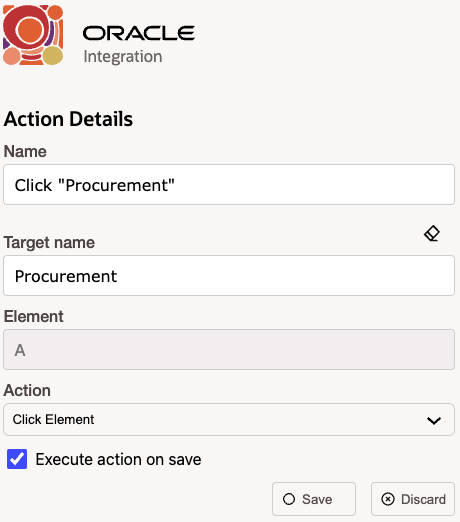 ORACLE
Integration
Action Details
Name
Click "Procurement"
Target name
Procurement
Element
A
Action
Click Element
Execute action on save
Save
Discard